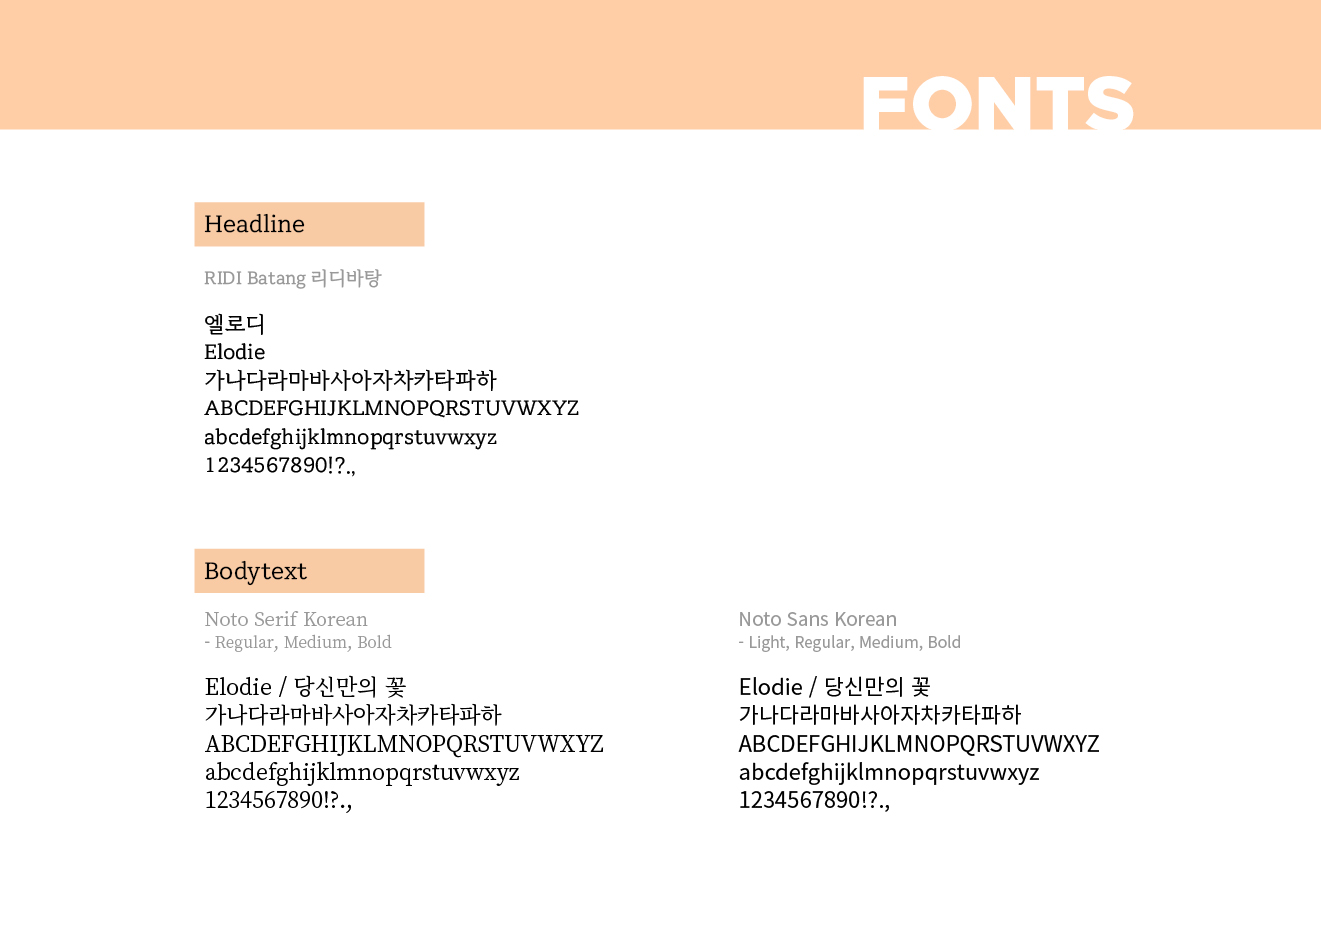 FONTS
Headline
RIDI Batang 리디바탕
엘로디
Elodie
가나다라마바사아자차카타파하
ABCDEFGHIJKLMNOPQRSTUVWXYZ
abcdefghijklmnopqrstuvwxyz
1234567890!?.,
Bodytext
Noto Serif Korean
- Regular, Medium, Bold
Elodie / 당신만의 꽃
가나다라마바사아자차카타파하
ABCDEFGHIJKLMNOPQRSTUVWXYZ
abcdefghijklmnopqrstuvwxyz
1234567890!?.,
Noto Sans Korean
- Light, Regular, Medium, Bold
Elodie / 당신만의 꽃
가나다라마바사아자차카타파하
ABCDEFGHIJKLMNOPQRSTUVWXYZ
abcdefghijklmnopqrstuvwxyz
1234567890!?.,